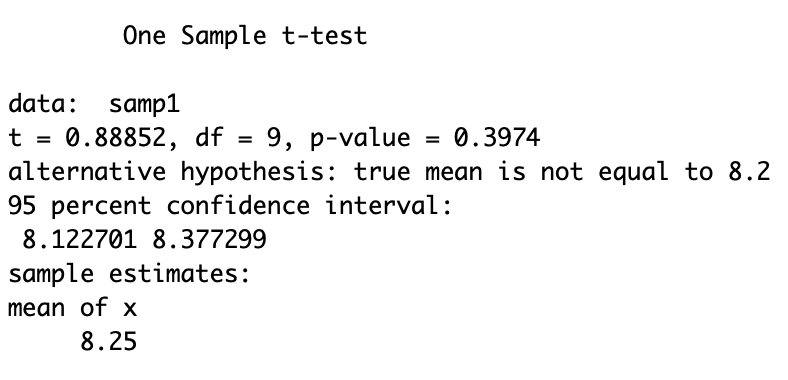 One Sample t-test
data:  samp1
t = 0.88852, df = 9, p-value = 0.3974
alternative hypothesis: true mean is not equal to 8.2
95 percent confidence interval:
8.122701 8.377299
sample estimates:
mean of x
8.25